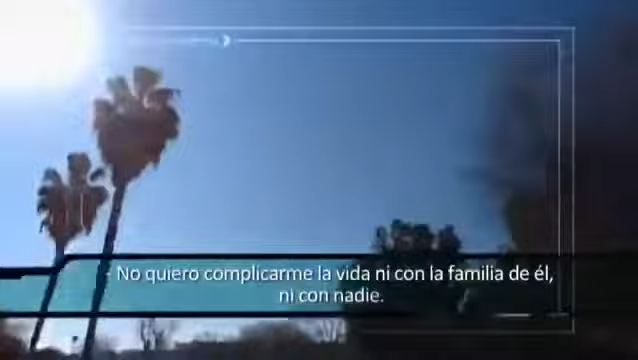 - No quiero complicarme la vida ni con la familia de él,
ni con nadie.